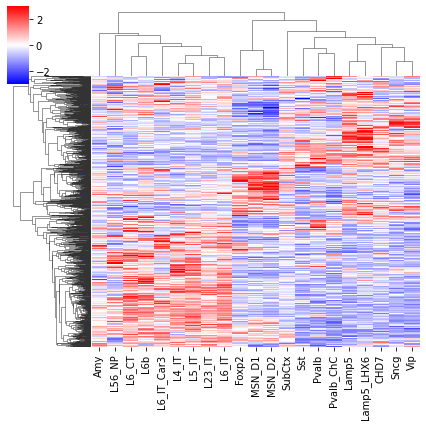 2
0
−2
Amy
L56_NP
L6_CT
L6b
L6_IT_Car3
L4_IT
L5_IT
L23_IT
L6_IT
Foxp2
MSN_D1
MSN_D2
SubCtx
Sst
Pvalb
Pvalb_ChC
Lamp5
Lamp5_LHX6
CHD7
Sncg
Vip